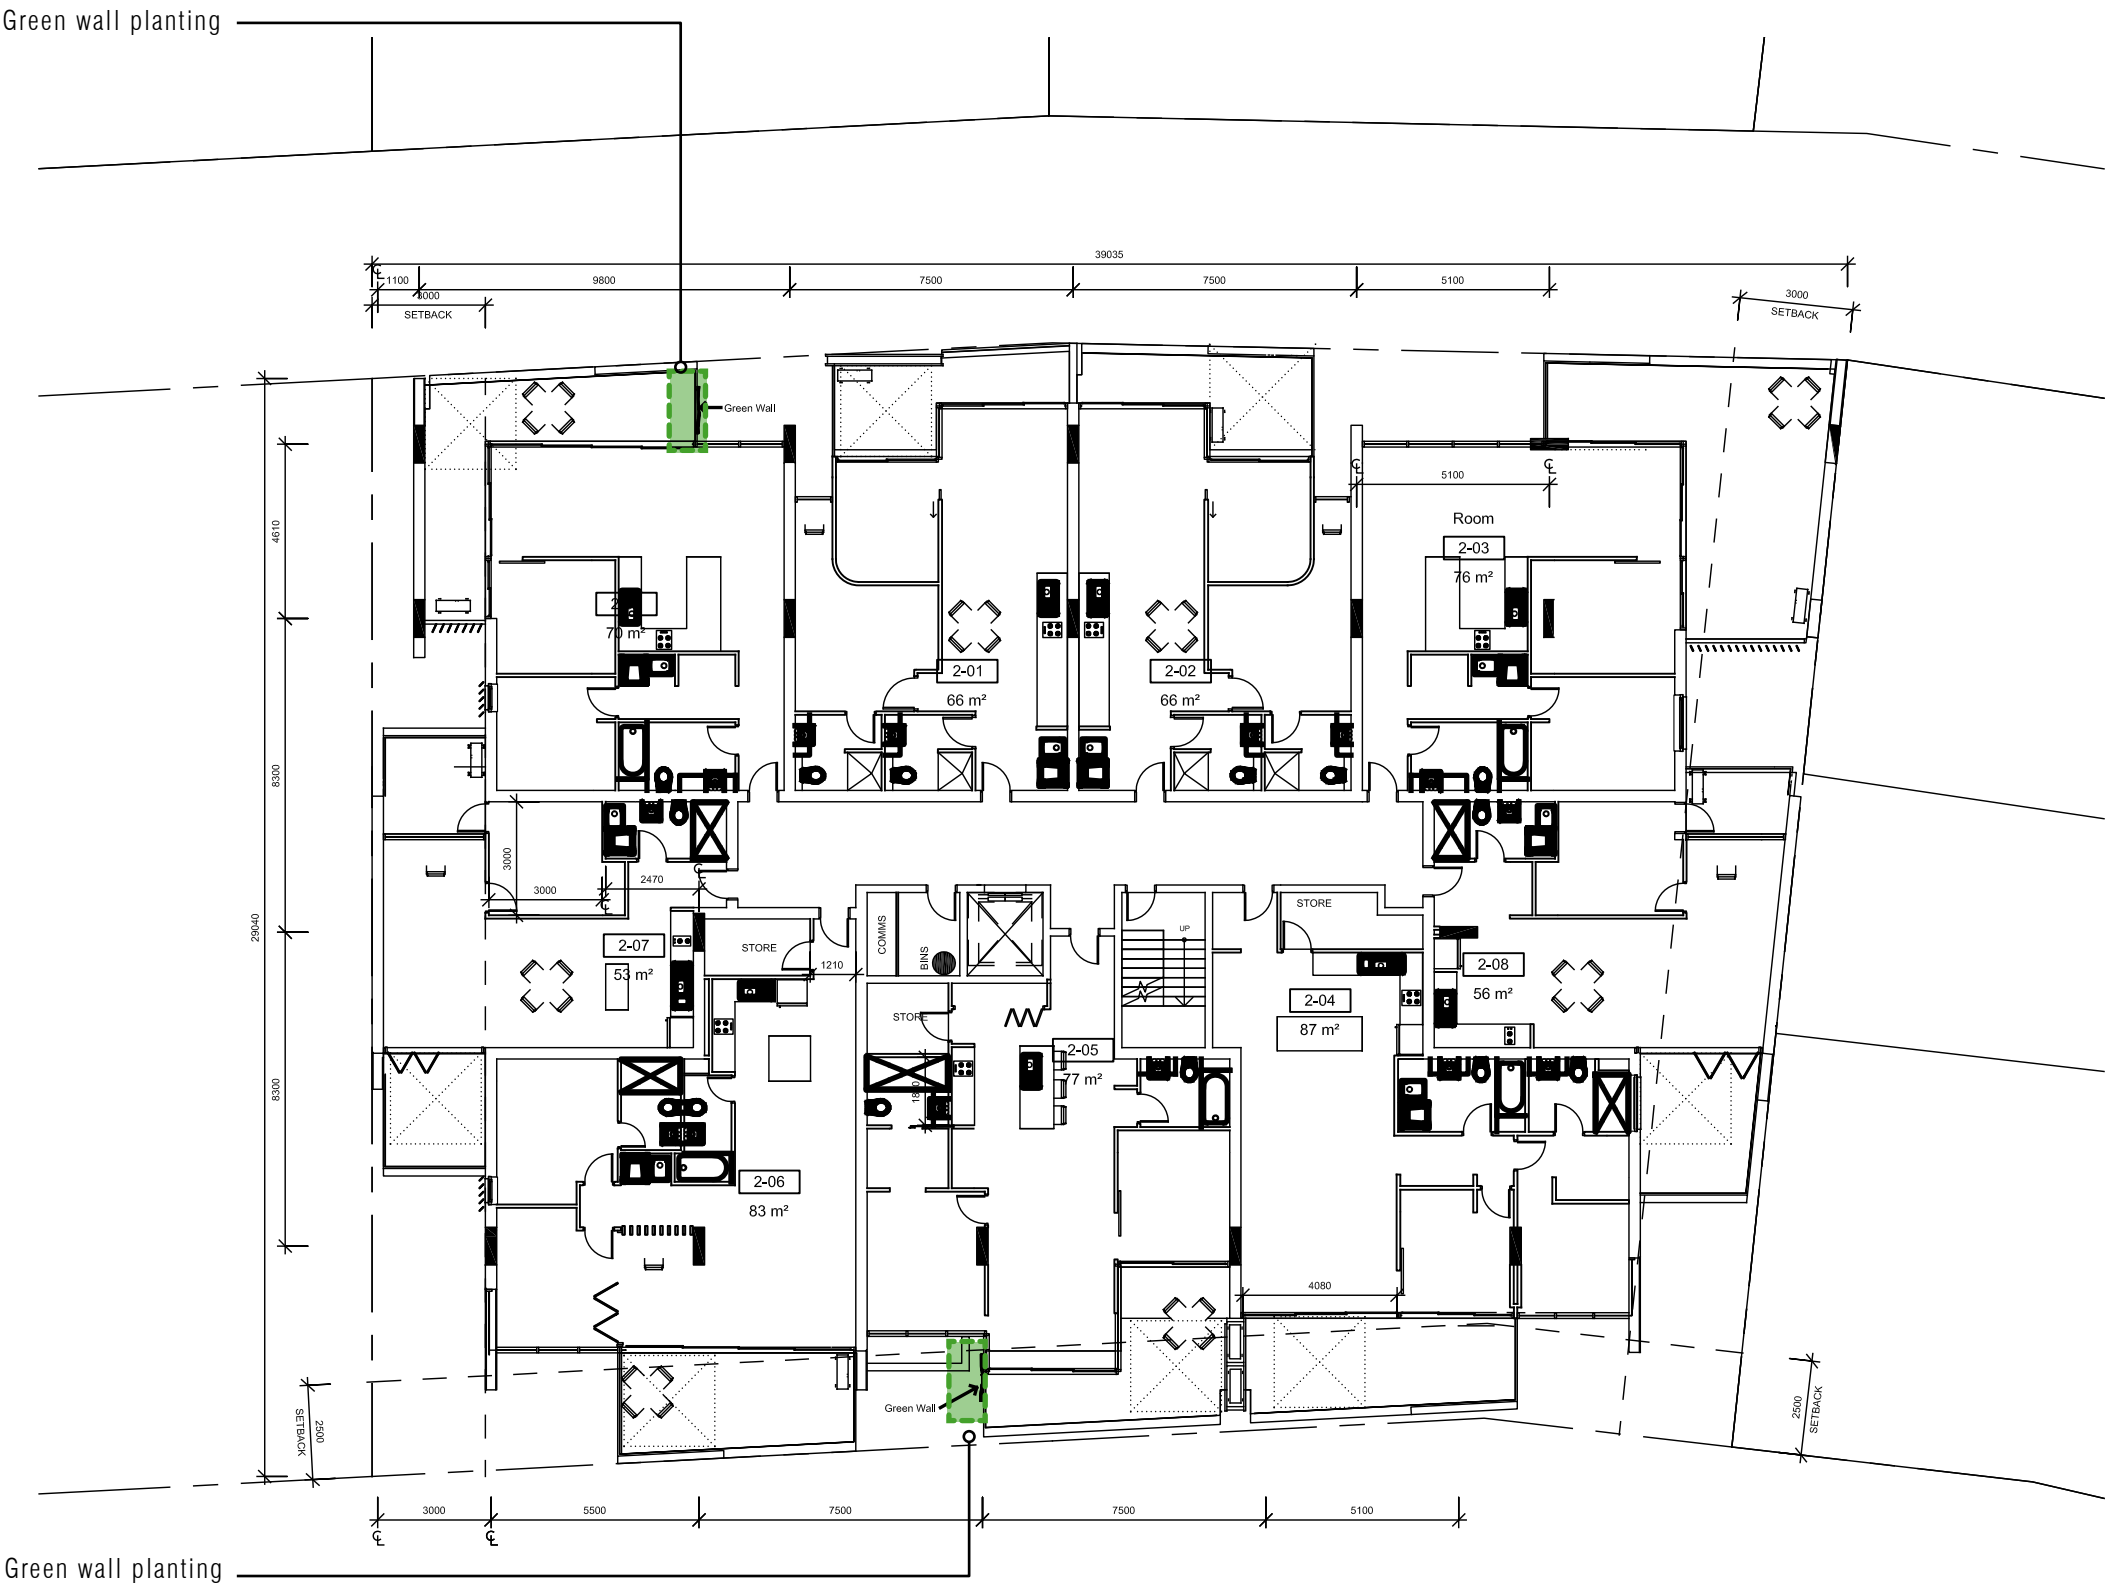 Green wall planting
39035
1100
9800
7500
7500
5100
3000
SETBACK
3000
SETBACK
Green Wall
4610
5100
Room
2-03
76 m²
70 m²
2-01
66 m²
2-02
66 m²
8300
3000
3000
2470
29040
STORE
COMMS
BINS
UP
STORE
2-07
53 m²
1210
2-08
56 m²
2-04
87 m²
STORE
2-05
77 m²
8300
2-06
83 m²
4080
Green Wall
2500
SETBACK
2500
SETBACK
3000
5500
7500
7500
5100
Green wall planting